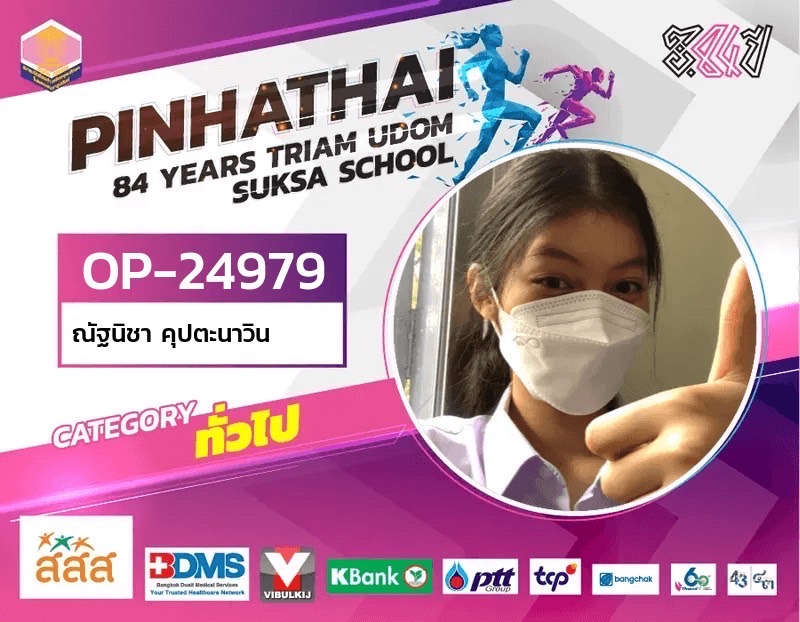 PINHATHAI
84 YEARS TRIAM UDOM
SUKSA SCHOOL
OP-24979
ณัฐนิชา คุปตะนาวิน
CATEGORY
ทั่วไป
สสส
BDMS
Bangkok Dusit Medical Services
Your Trusted Healthcare Network
VIBULKIJ
KBank
ptt
Group
tcp
bangchak
60
43